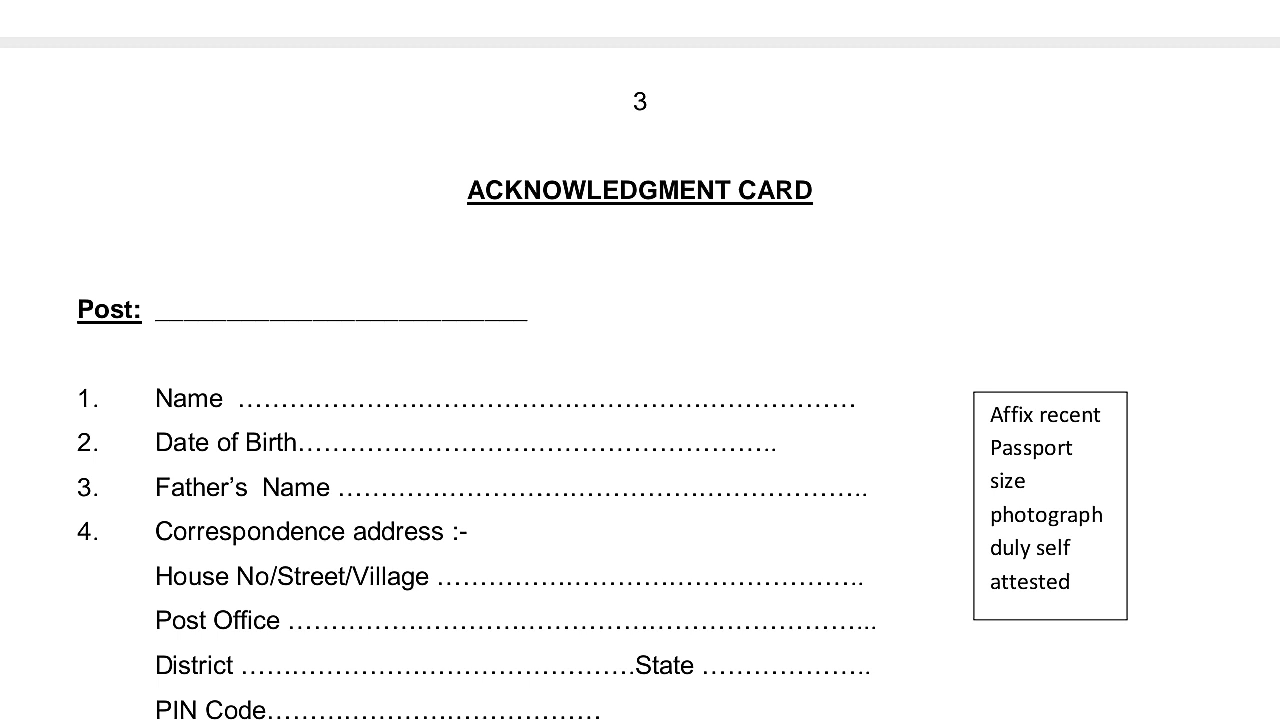 3
ACKNOWLEDGMENT CARD
Post: __________________________
1. Name ……………………………………………………………
2. Date of Birth……………………………………………..
3. Father’s  Name …………………………………………………..
4. Correspondence address :-
House No/Street/Village ………………………………………..
Post Office ………………………………………………………...
District …………………………………….State ……………..
PIN Code……………………………….
Affix recent
Passport
size
photograph
duly self
attested